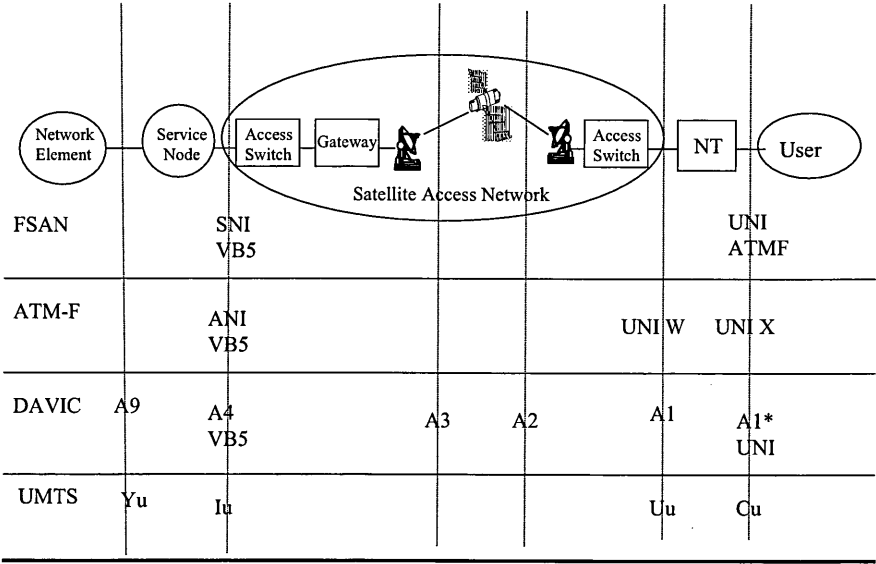 Network
Element
Service
Node
Access
Switch
Gateway
Access
Switch
NT
User
Satellite Access Network
FSAN
SNI
VB5
UNI
ATMF
ATM-F
ANI
VB5
UNI W
UNI X
DAVIC
A9
A4
VB5
A3
A2
A1
A1*
UNI
UMTS
Yu
Iu
Uu
Cu